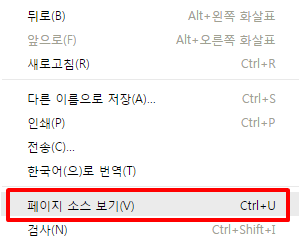 뒤로(B) Alt+왼쪽 화살표
앞으로(F) Alt+오른쪽 화살표
새로고침(R) Ctrl+R
다른 이름으로 저장(A)... Ctrl+S
인쇄(P) Ctrl+P
전송(C)...
한국어(으)로 번역(T)
페이지 소스 보기(V) Ctrl+U
검사(N) Ctrl+Shift+I